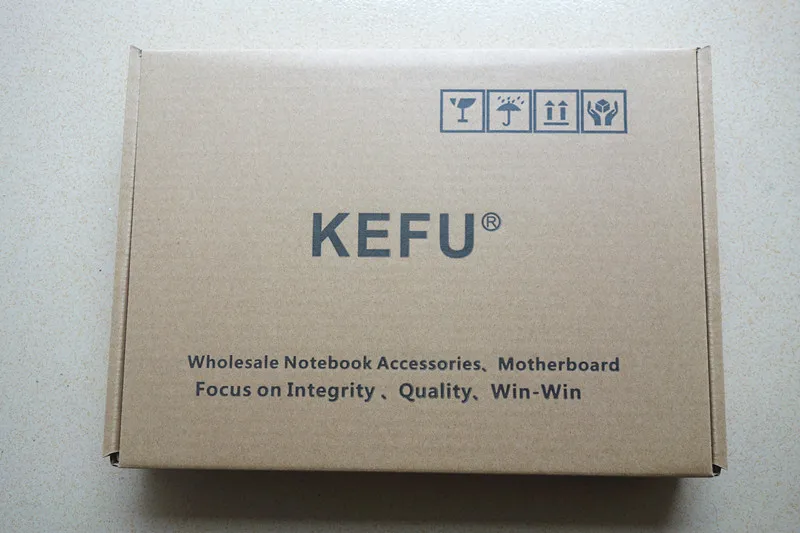 KEFU®
Wholesale Notebook Accessories、Motherboard
Focus on Integrity 、Quality、Win-Win